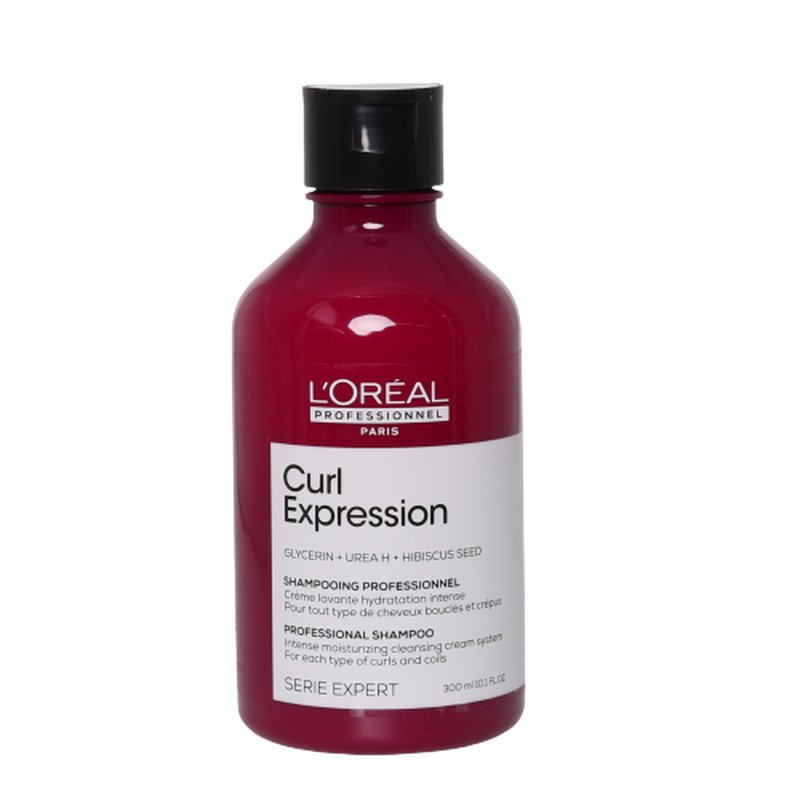 L'ORÉAL
PROFESSIONNEL
PARIS
Curl
Expression
GLYCERIN + UREA H + HIBISCUS SEED
SHAMPOOING PROFESSIONNEL
Crème lavante hydratation intense
Pour tout type de cheveux bouclés et crépus
PROFESSIONAL SHAMPOO
Intense moisturizing cleansing cream system
For each type of curls and coils
SERIE EXPERT
300 ml 10.1 FL.OZ